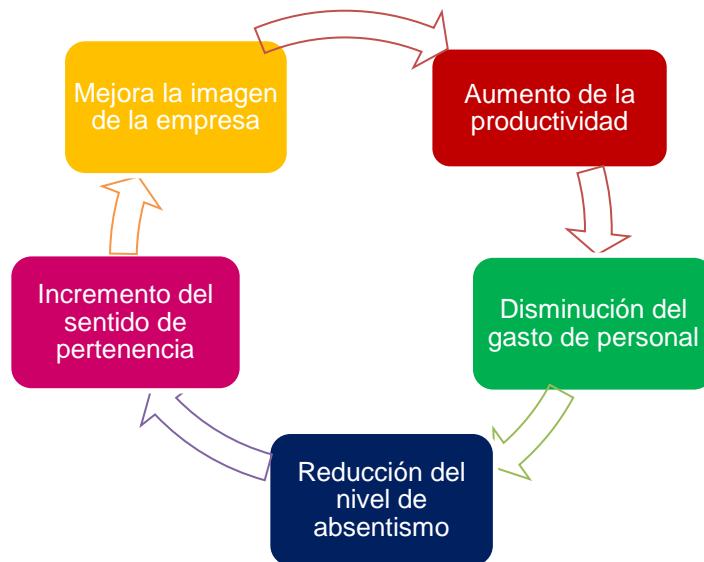 Mejora la imagen
de la empresa
Aumento de la
productividad
Disminución del
gasto de personal
Reducción del
nivel de
absentismo
Incremento del
sentido de
pertenencia